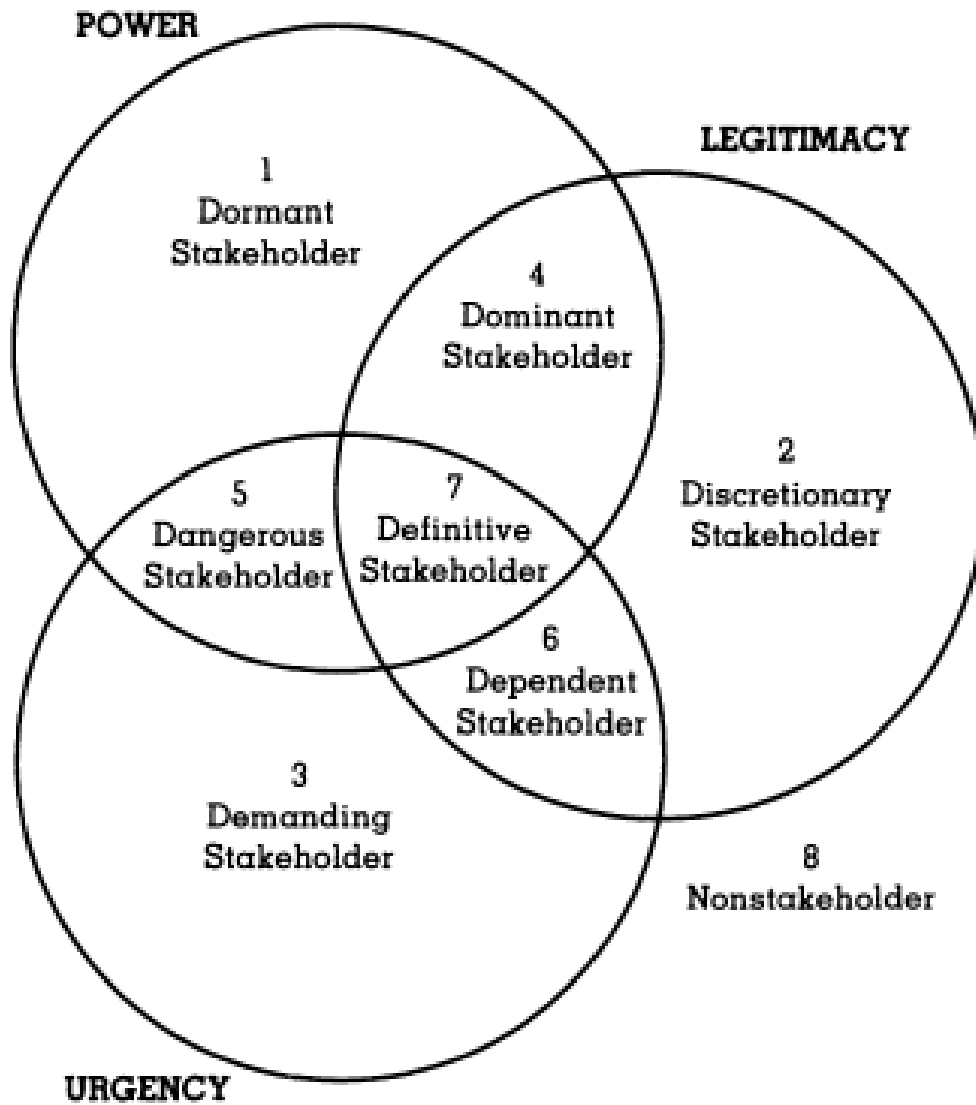 POWER
LEGITIMACY
1
Dormant
Stakeholder
4
Dominant
Stakeholder
2
Discretionary
Stakeholder
5
Dangerous
Stakeholder
7
Definitive
Stakeholder
6
Dependent
Stakeholder
3
Demanding
Stakeholder
8
Nonstakeholder
URGENCY